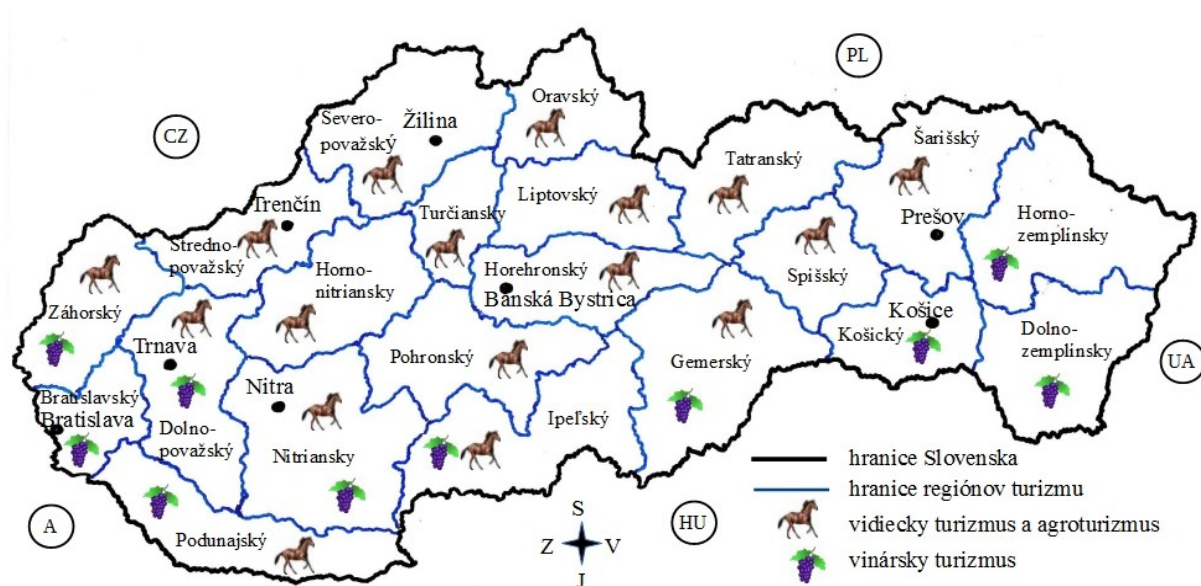 PL
CZ
Oravský
Severo-
považský
Žilina
Šarišský
Tatranský
Liptovský
Trenčín
Turčiansky
Prešov
Horno-
zemplínsky
Stredno-
považský
Horno-
nitriansky
Horehronský
Banská Bystrica
Spišský
Záhorský
Trnava
Košice
Košický
Dolno-
zemplínsky
UA
Pohronský
Gemerský
Nitra
Bratislavský
Bratislava
Ipeľský
Dolno-
považský
Nitriansky
A
Podunajský
HU
S
Z
V
J
hranice Slovenska
hranice regiónov turizmu
vidiecky turizmus a agroturizmus
vinársky turizmus